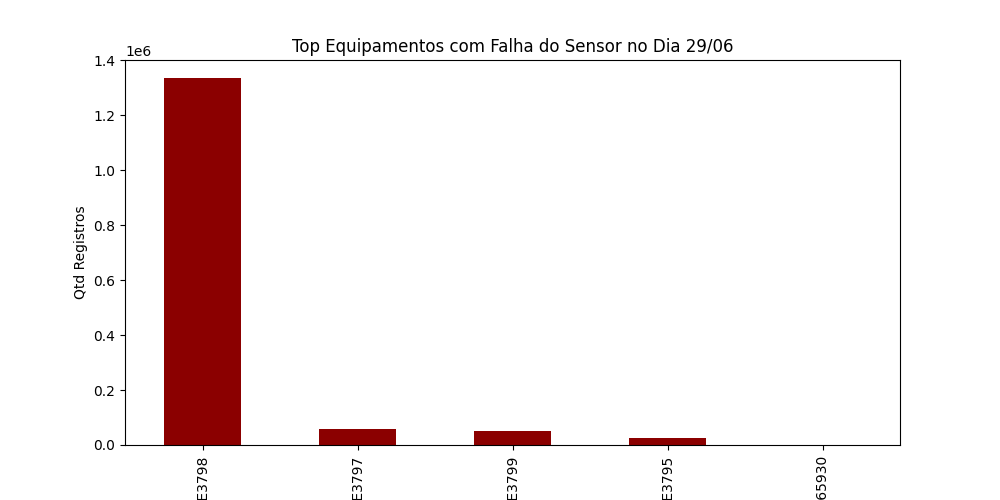 Top Equipamentos com Falha do Sensor no Dia 29/06
1e6
1.4
1.2
1.0
0.8
0.6
0.4
0.2
0.0
Qtd Registros
E3798
E3797
E3799
E3795
65930